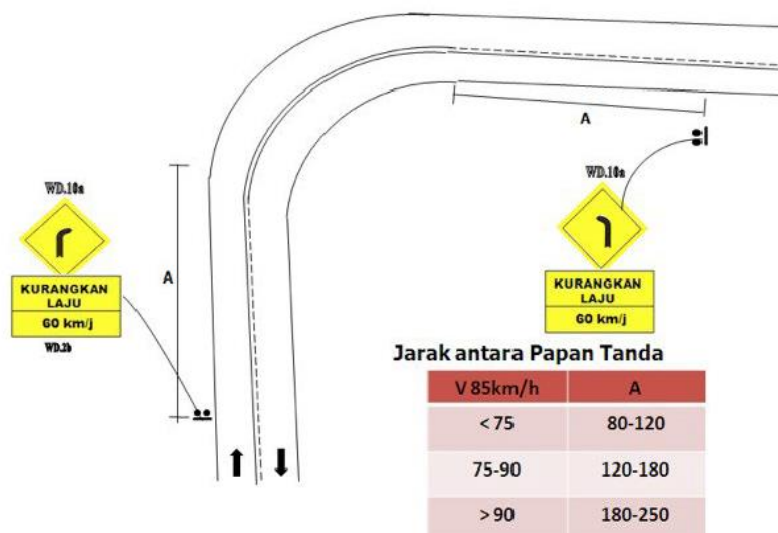 WD.10a
KURANGKAN
LAJU
60 km/j
WD.2b
A
A
WD.10a
KURANGKAN
LAJU
60 km/j
Jarak antara Papan Tanda
V 85km/h A
< 75 80-120
75-90 120-180
> 90 180-250